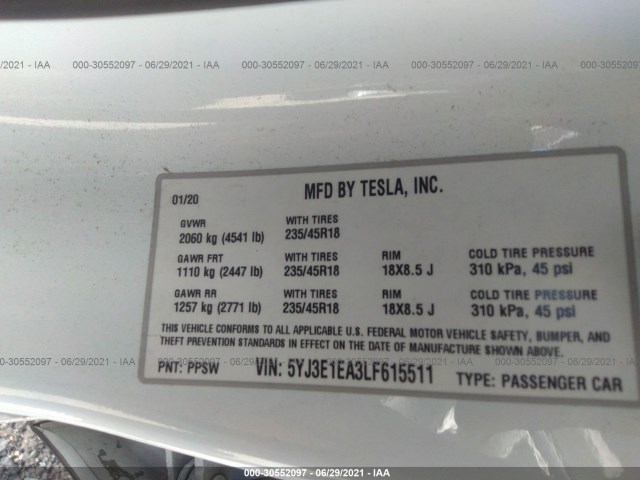 /2021 - IAA 000-30552097 - 06/29/2021 - IAA 000-30552097 - 06/29/2021 - IAA 000-30552097 - 06/29/2021 - IAA 000-30552097 - 0
MFD BY TESLA, INC.
01/20
GVWR WITH TIRES
2060 kg (4541 lb) 235/45R18
GAWR FRT WITH TIRES RIM COLD TIRE PRESSURE
1110 kg (2447 lb) 235/45R18 18X8.5 J 310 kPa, 45 psi
GAWR RR WITH TIRES RIM COLD TIRE PRESSURE
1257 kg (2771 lb) 235/45R18 18X8.5 J 310 kPa, 45 psi
THIS VEHICLE CONFORMS TO ALL APPLICABLE U.S. FEDERAL MOTOR VEHICLE SAFETY, BUMPER, AND
THEFT PREVENTION STANDARDS IN EFFECT ON THE DATE OF MANUFACTURE SHOWN ABOVE.
PNT: PPSW VIN: 5YJ3E1EA3LF615511 TYPE: PASSENGER CAR
000-30552097 - 06/29/2021 - IAA